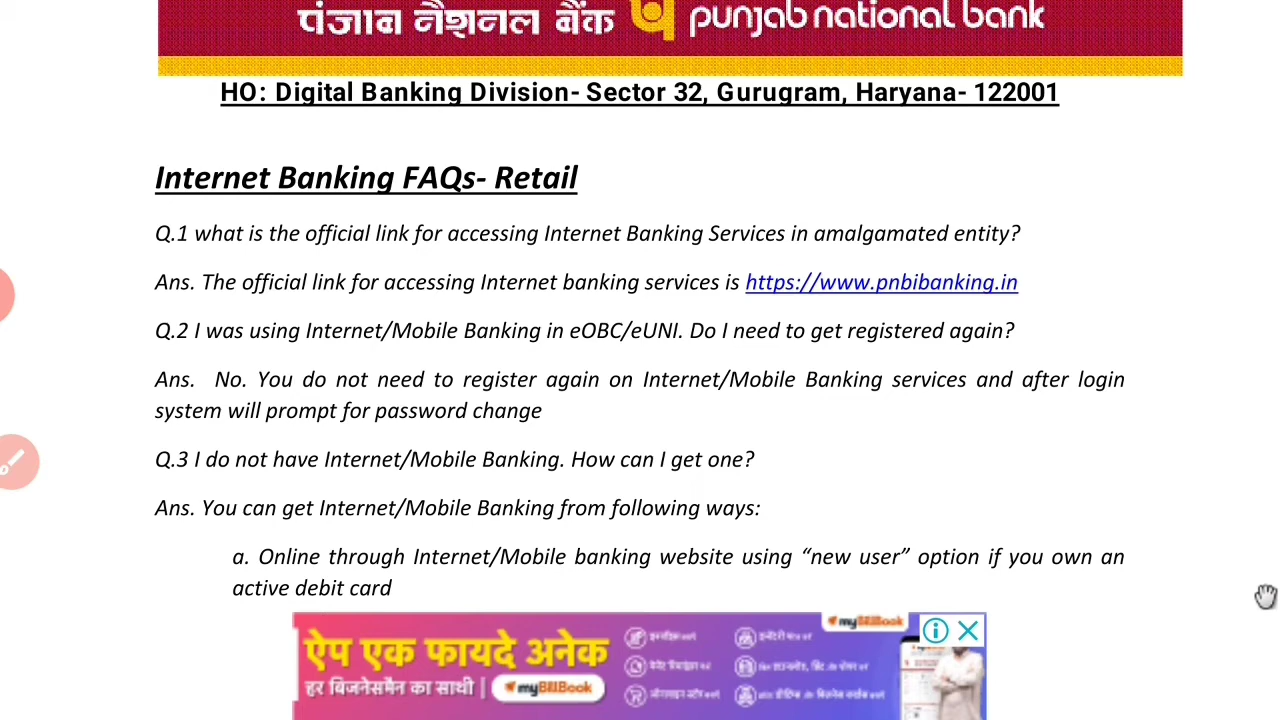 पंजाब नैशनल बैंक punjab national bank
HO: Digital Banking Division- Sector 32, Gurugram, Haryana- 122001
Internet Banking FAQs- Retail
Q.1 what is the official link for accessing Internet Banking Services in amalgamated entity?
Ans. The official link for accessing Internet banking services is https://www.pnbibanking.in
Q.2 I was using Internet/Mobile Banking in eOBC/eUNI. Do I need to get registered again?
Ans. No. You do not need to register again on Internet/Mobile Banking services and after login
system will prompt for password change
Q.3 I do not have Internet/Mobile Banking. How can I get one?
Ans. You can get Internet/Mobile Banking from following ways:
a. Online through Internet/Mobile banking website using “new user” option if you own an
active debit card
myBillBook
ऐप एक फायदे अनेक
हर बिजनेसमैन का साथी | myBillBook